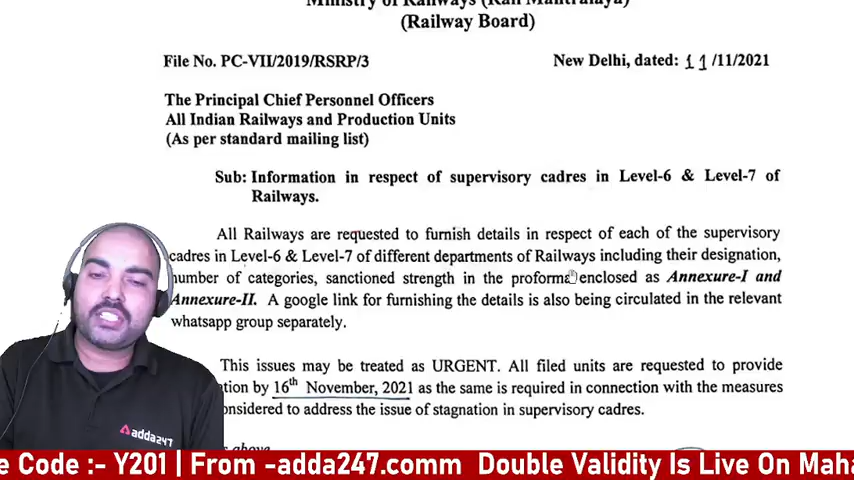 Ministry of Railways (Rail Mantralaya)
(Railway Board)
File No. PC-VII/2019/RSRP/3 New Delhi, dated: 11/11/2021
The Principal Chief Personnel Officers
All Indian Railways and Production Units
(As per standard mailing list)
Sub: Information in respect of supervisory cadres in Level-6 & Level-7 of
Railways.
All Railways are requested to furnish details in respect of each of the supervisory
cadres in Level-6 & Level-7 of different departments of Railways including their designation,
number of categories, sanctioned strength in the proforma enclosed as Annexure-I and
Annexure-II. A google link for furnishing the details is also being circulated in the relevant
whatsapp group separately.
This issues may be treated as URGENT. All filed units are requested to provide
by 16th November, 2021 as the same is required in connection with the measures
considered to address the issue of stagnation in supervisory cadres.
above
adda247
e Code :- Y201 | From -adda247.comm Double Validity Is Live On Maha